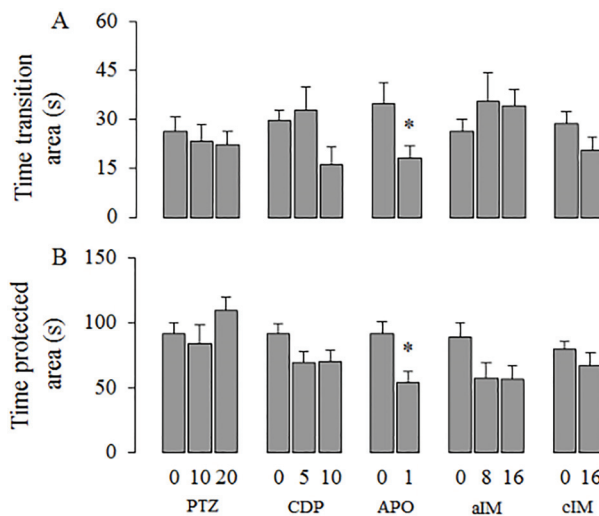 A
60
45
30
15
0
Time transition
area (s)
*
B
150
100
50
0
Time protected
area (s)
*
0 10 20 0 5 10 0 1 0 8 16 0 16
PTZ CDP APO aIM cIM